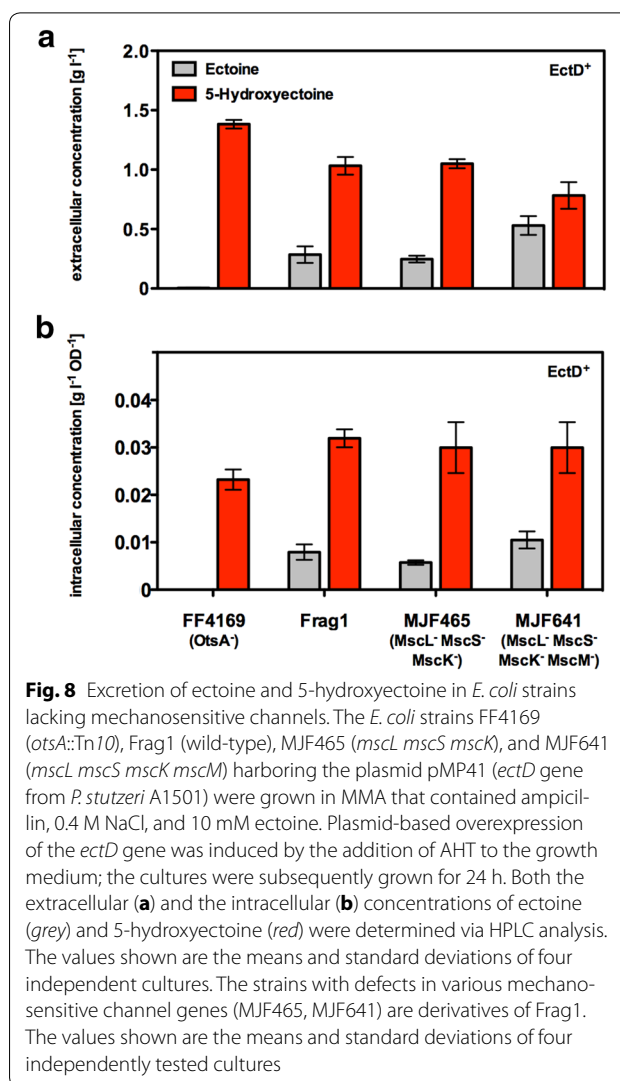 a
2.0
1.5
1.0
0.5
0
extracellular concentration [g l-1]
Ectoine
5-Hydroxyectoine
EctD+
b
0.04
0.03
0.02
0.01
0
intracellular concentration [g l-1 OD-1]
EctD+
FF4169
(OtsA-)
Frag1
MJF465
(MscL- MscS-
MscK-)
MJF641
(MscL- MscS-
MscK- MscM-)
Fig. 8 Excretion of ectoine and 5-hydroxyectoine in E. coli strains
lacking mechanosensitive channels. The E. coli strains FF4169
(otsA::Tn10), Frag1 (wild-type), MJF465 (mscL mscS mscK), and MJF641
(mscL mscS mscK mscM) harboring the plasmid pMP41 (ectD gene
from P. stutzeri A1501) were grown in MMA that contained ampicil-
lin, 0.4 M NaCl, and 10 mM ectoine. Plasmid-based overexpression
of the ectD gene was induced by the addition of AHT to the growth
medium; the cultures were subsequently grown for 24 h. Both the
extracellular (a) and the intracellular (b) concentrations of ectoine
(grey) and 5-hydroxyectoine (red) were determined via HPLC analysis.
The values shown are the means and standard deviations of four
independent cultures. The strains with defects in various mechano-
sensitive channel genes (MJF465, MJF641) are derivatives of Frag1.
The values shown are the means and standard deviations of four
independently tested cultures